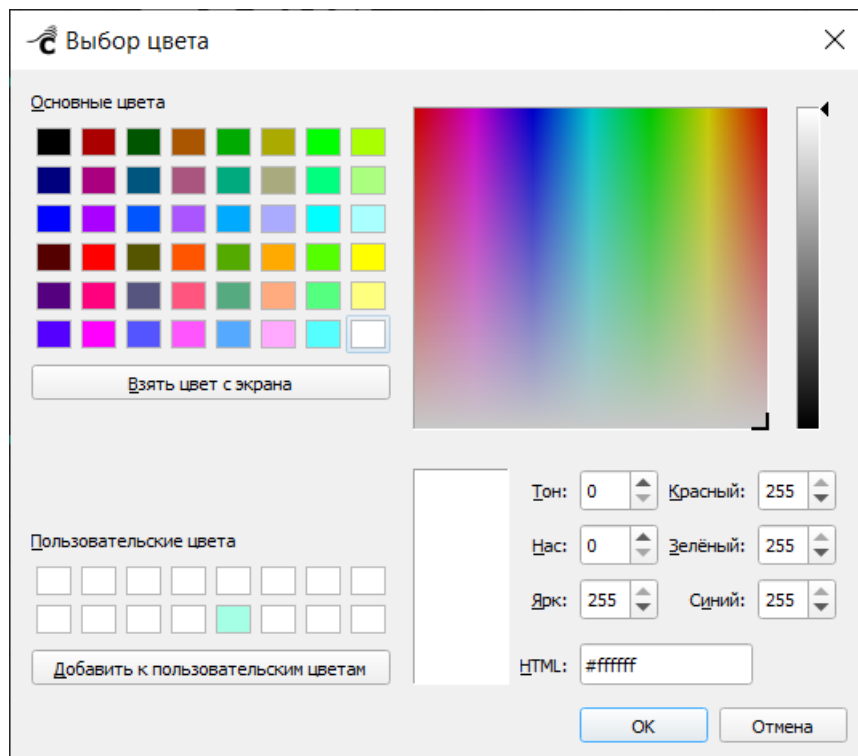 Выбор цвета
Основные цвета
Взять цвет с экрана
Тон: 0 Красный: 255
Нас: 0 Зелёный: 255
Пользовательские цвета
Ярк: 255 Синий: 255
Добавить к пользовательским цветам
HTML: #ffffff
OK Отмена